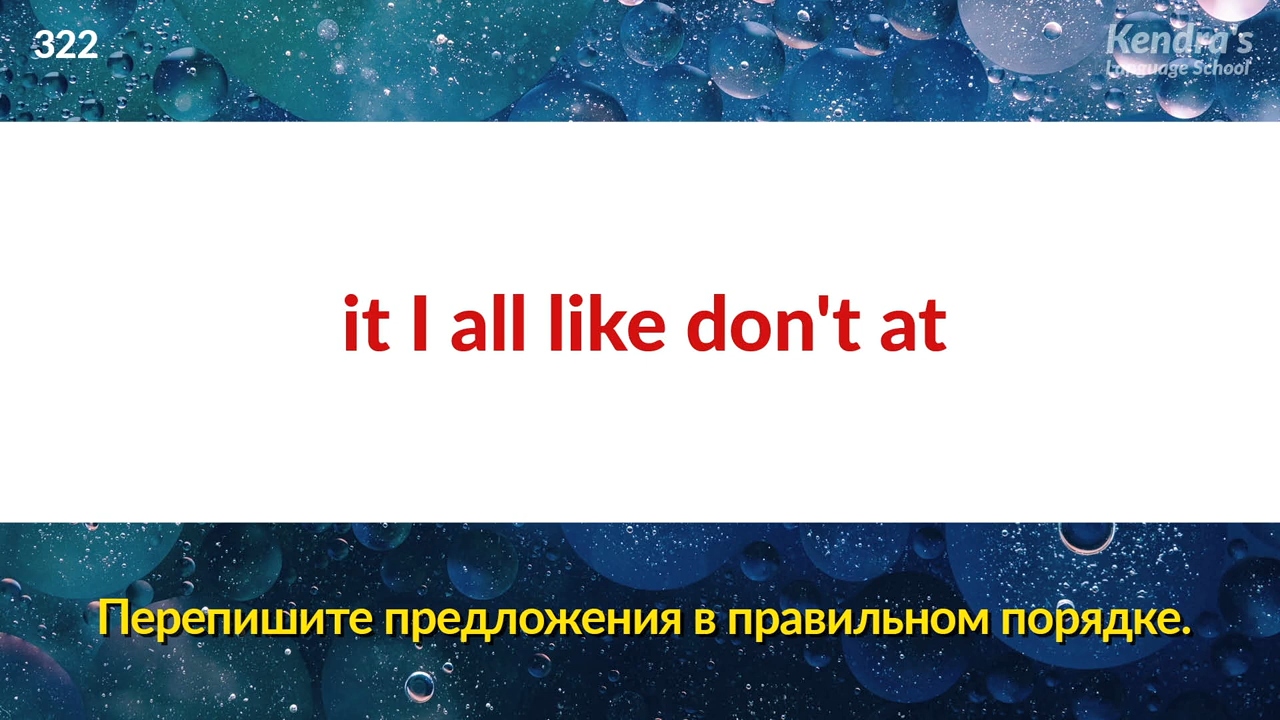 322
Kendra's
Language School
it I all like don't at
Перепишите предложения в правильном порядке.